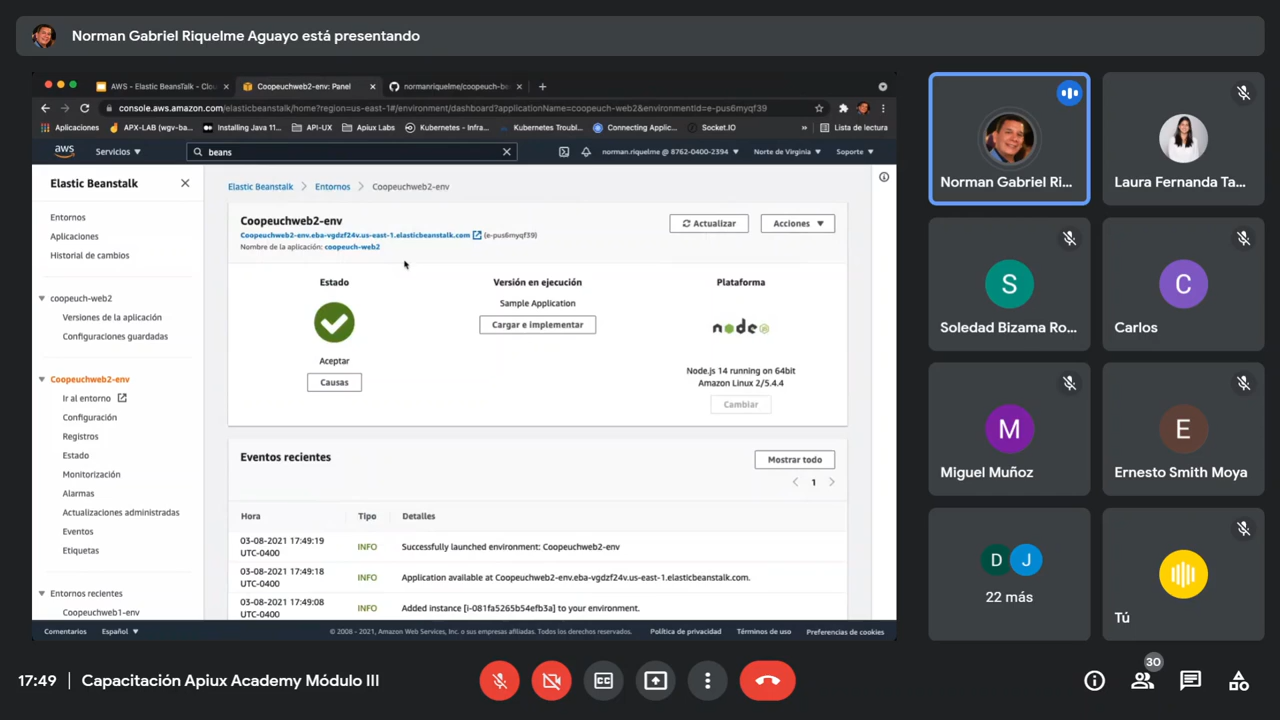 Norman Gabriel Riquelme Aguayo está presentando
AWS - Elastic BeansTalk - Clou
Coopeuchweb2-env: Panel
normanriquelme/coopeuch-be
console.aws.amazon.com/elasticbeanstalk/home?region=us-east-1#/environment/dashboard?applicationName=coopeuch-web2&environmentId=e-pus6myqf39
Aplicaciones
APX-LAB (wgv-ba...
Installing Java 11...
API-UX
Apiux Labs
Kubernetes - Infra...
Kubernetes Troubl...
Connecting Applic...
Socket.IO
»
Lista de lectura
aws
Servicios
beans
norman.riquelme @ 8762-0400-2394
Norte de Virginia
Soporte
Elastic Beanstalk
Entornos
Aplicaciones
Historial de cambios
coopeuch-web2
Versiones de la aplicación
Configuraciones guardadas
Coopeuchweb2-env
Ir al entorno
Configuración
Registros
Estado
Monitorización
Alarmas
Actualizaciones administradas
Eventos
Etiquetas
Entornos recientes
Coopeuchweb1-env
Elastic Beanstalk > Entornos > Coopeuchweb2-env
Coopeuchweb2-env
Coopeuchweb2-env.eba-vgdzf24v.us-east-1.elasticbeanstalk.com (e-pus6myqf39)
Nombre de la aplicación: coopeuch-web2
Actualizar
Acciones
Estado
Aceptar
Causas
Versión en ejecución
Sample Application
Cargar e implementar
Plataforma
node
Node.js 14 running on 64bit
Amazon Linux 2/5.4.4
Cambiar
Eventos recientes
Mostrar todo
1
Hora Tipo Detalles
03-08-2021 17:49:19
UTC-0400
INFO
Successfully launched environment: Coopeuchweb2-env
03-08-2021 17:49:18
UTC-0400
INFO
Application available at Coopeuchweb2-env.eba-vgdzf24v.us-east-1.elasticbeanstalk.com.
03-08-2021 17:49:08
UTC-0400
INFO
Added instance [i-081fa5265b54efb3a] to your environment.
Comentarios
Español
© 2008 - 2021, Amazon Web Services, Inc. o sus empresas afiliadas. Todos los derechos reservados.
Política de privacidad
Términos de uso
Preferencias de cookies
Norman Gabriel Ri...
Laura Fernanda Ta...
S
Soledad Bizama Ro...
C
Carlos
M
Miguel Muñoz
E
Ernesto Smith Moya
D
J
22 más
Tú
17:49 | Capacitación Apiux Academy Módulo III
30